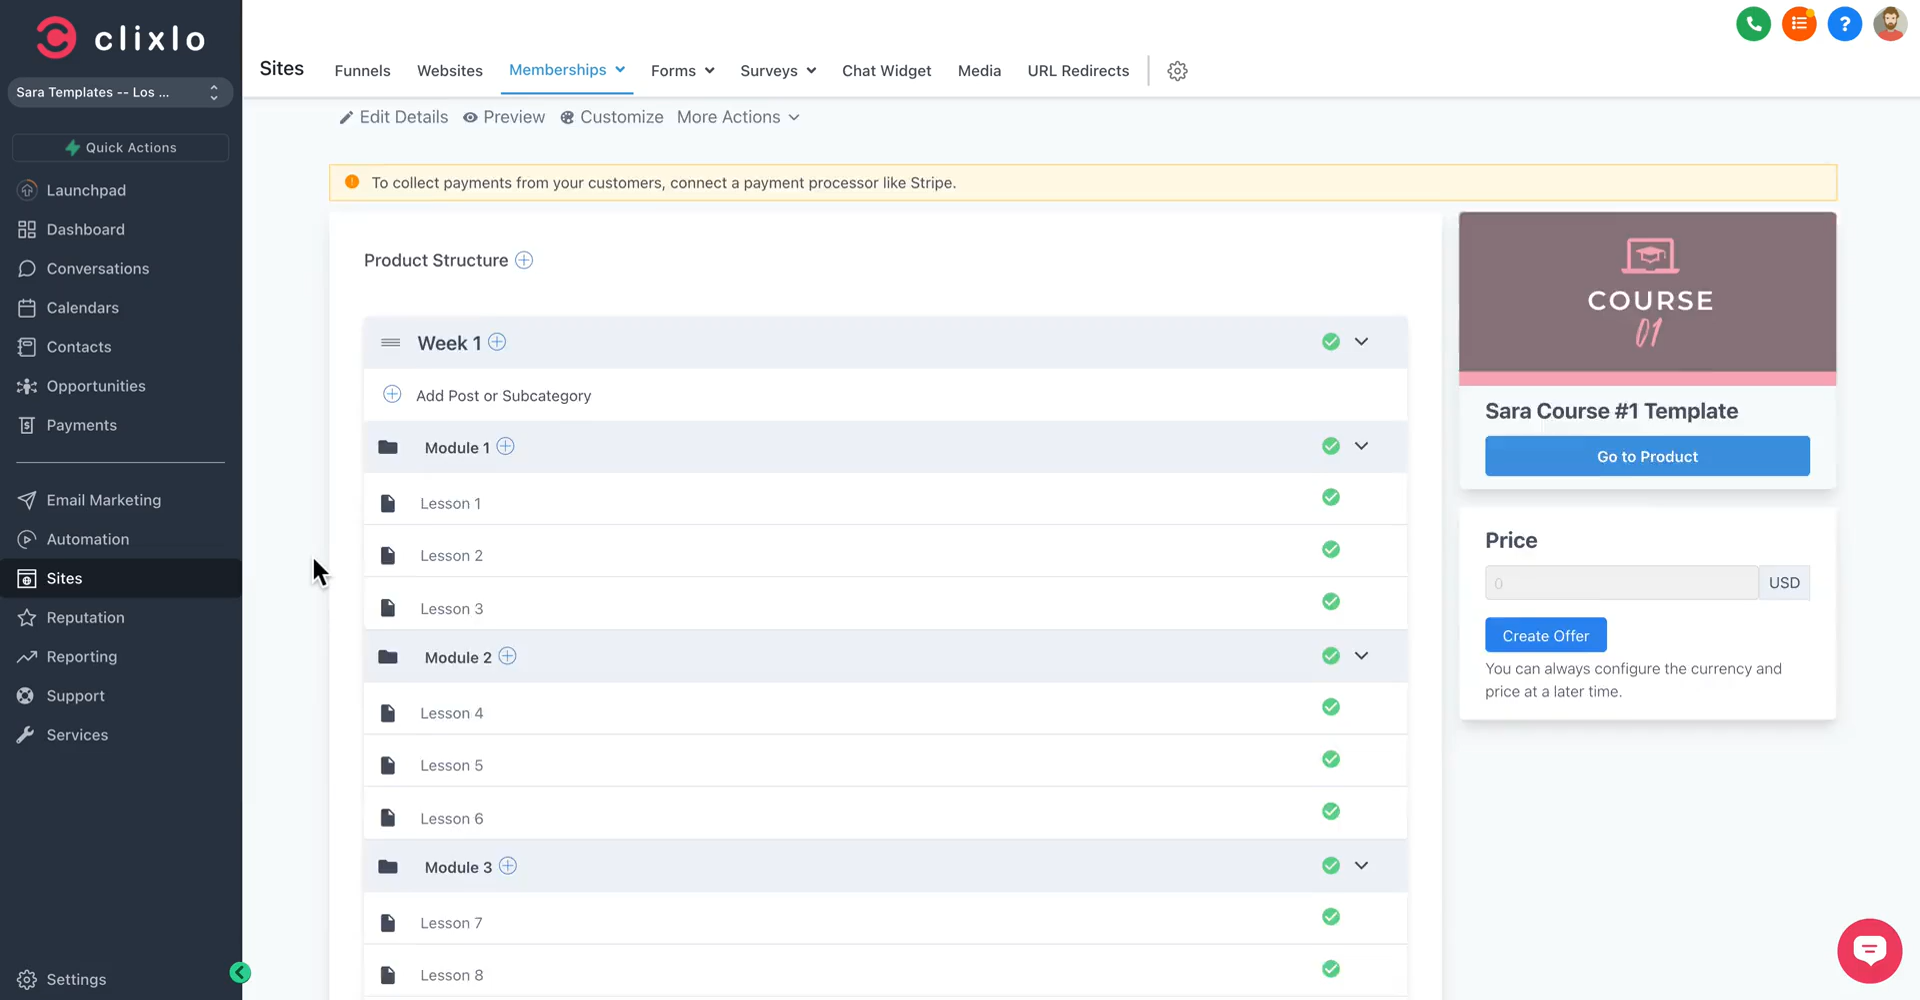 clixlo
Sara Templates -- Los ...
Quick Actions
Launchpad
Dashboard
Conversations
Calendars
Contacts
Opportunities
Payments
Email Marketing
Automation
Sites
Reputation
Reporting
Support
Services
Settings
Sites Funnels Websites Memberships Forms Surveys Chat Widget Media URL Redirects
Edit Details Preview Customize More Actions
To collect payments from your customers, connect a payment processor like Stripe.
Product Structure
Week 1
Add Post or Subcategory
Module 1
Lesson 1
Lesson 2
Lesson 3
Module 2
Lesson 4
Lesson 5
Lesson 6
Module 3
Lesson 7
Lesson 8
COURSE
01
Sara Course #1 Template
Go to Product
Price
0 USD
Create Offer
You can always configure the currency and
price at a later time.